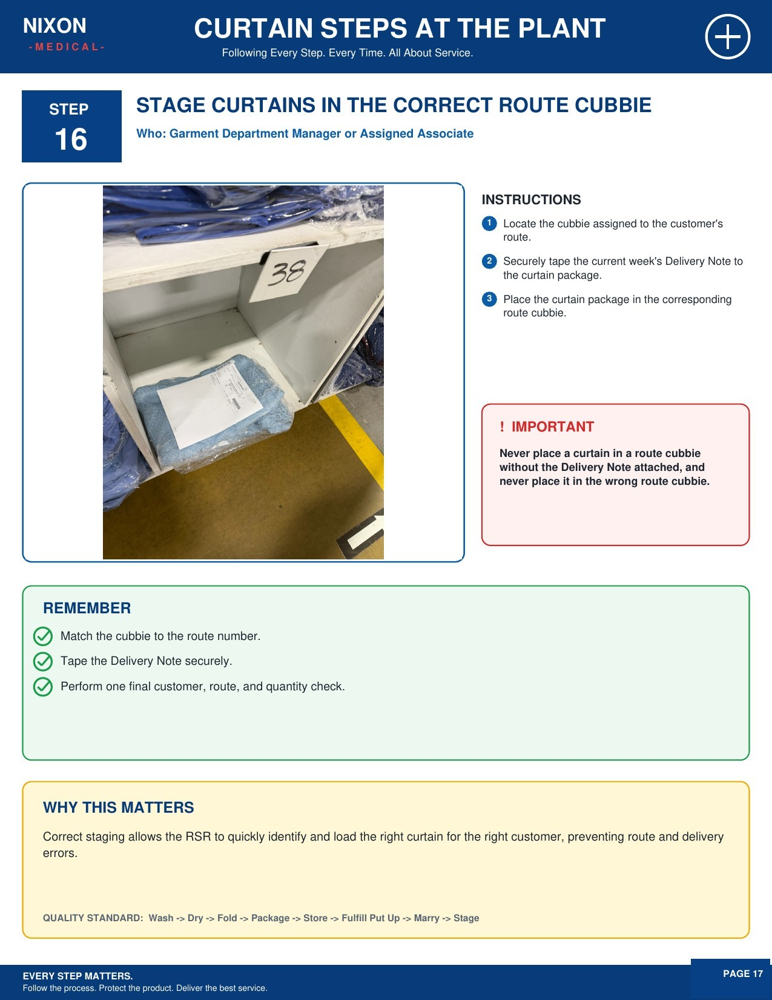 NIXON
-MEDICAL-
CURTAIN STEPS AT THE PLANT
Following Every Step. Every Time. All About Service.
STEP
16
STAGE CURTAINS IN THE CORRECT ROUTE CUBBIE
Who: Garment Department Manager or Assigned Associate
38
INSTRUCTIONS
1 Locate the cubbie assigned to the customer's
route.
2 Securely tape the current week's Delivery Note to
the curtain package.
3 Place the curtain package in the corresponding
route cubbie.
! IMPORTANT
Never place a curtain in a route cubbie
without the Delivery Note attached, and
never place it in the wrong route cubbie.
REMEMBER
Match the cubbie to the route number.
Tape the Delivery Note securely.
Perform one final customer, route, and quantity check.
WHY THIS MATTERS
Correct staging allows the RSR to quickly identify and load the right curtain for the right customer, preventing route and delivery
errors.
QUALITY STANDARD: Wash -> Dry -> Fold -> Package -> Store -> Fulfill Put Up -> Marry -> Stage
EVERY STEP MATTERS.
Follow the process. Protect the product. Deliver the best service.
PAGE 17